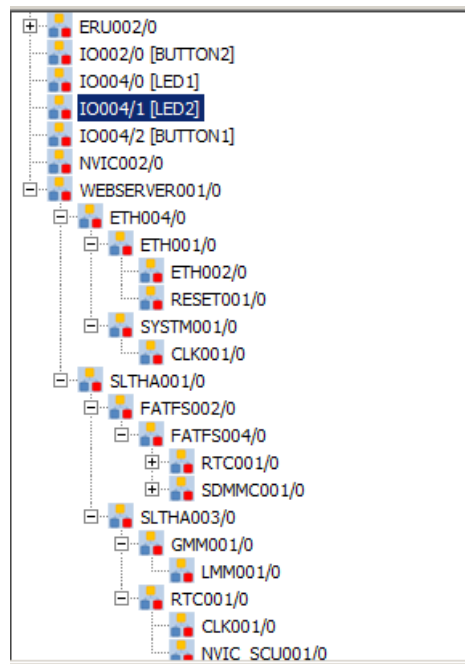 ERU002/0
IO002/0 [BUTTON2]
IO004/0 [LED1]
IO004/1 [LED2]
IO004/2 [BUTTON1]
NVIC002/0
WEBSERVER001/0
ETH004/0
ETH001/0
ETH002/0
RESET001/0
SYSTM001/0
CLK001/0
SLTHA001/0
FATFS002/0
FATFS004/0
RTC001/0
SDMMC001/0
SLTHA003/0
GMM001/0
LMM001/0
RTC001/0
CLK001/0
NVIC_SCU001/0